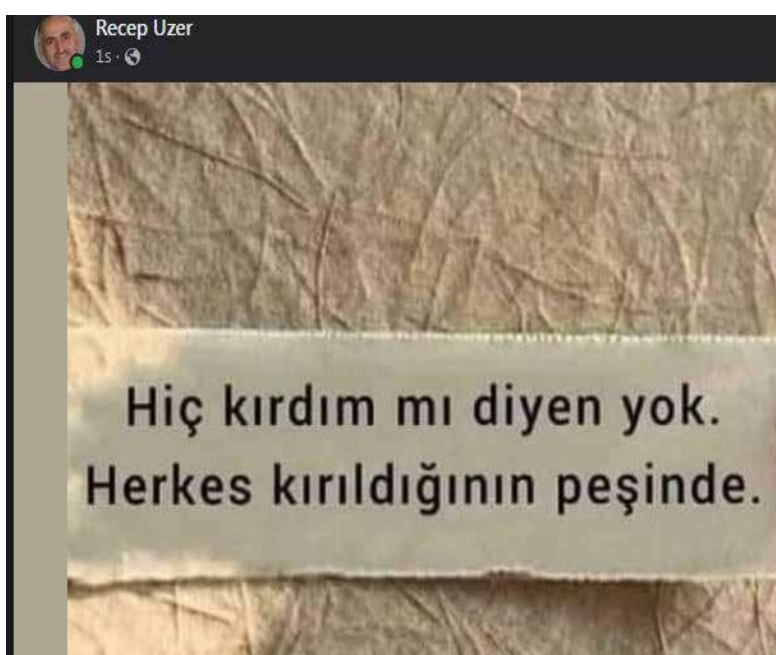 Recep Uzer
1s
Hiç kırdım mı diyen yok.
Herkes kırıldığının peşinde.